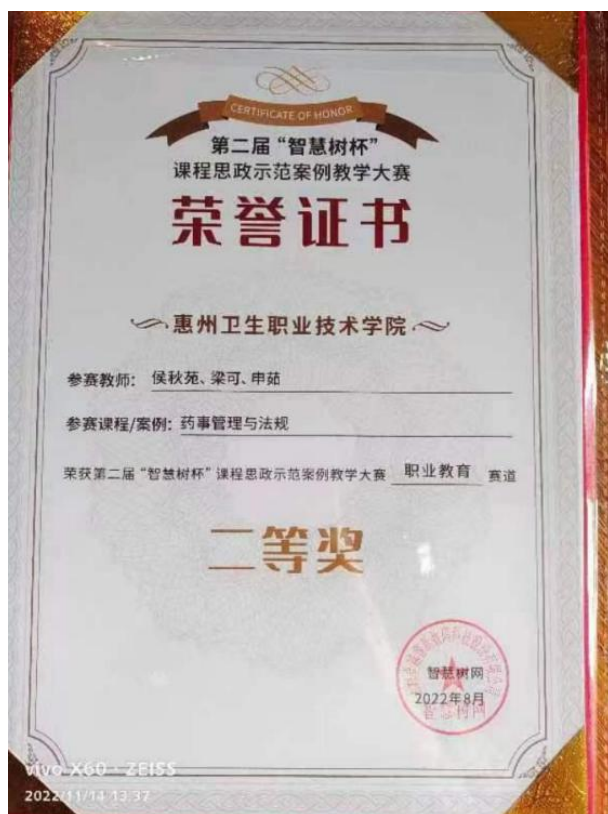 CERTIFICATE OF HONOR
第二届“智慧树杯”
课程思政示范案例教学大赛
荣誉证书
惠州卫生职业技术学院
参赛教师： 侯秋苑、梁可、申茹
参赛课程/案例： 药事管理与法规
荣获第二届“智慧树杯”课程思政示范案例教学大赛 职业教育 赛道
二等奖
智慧树网
2022年8月
智慧树网
vivo X60 · ZEISS
2022/11/14 13:37